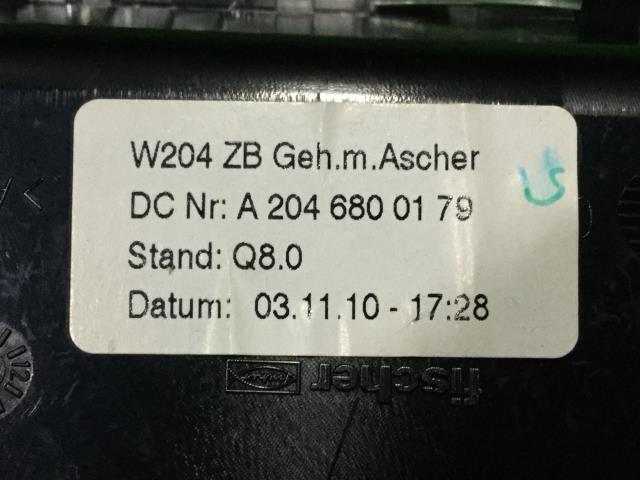 W204 ZB Geh.m.Ascher
DC Nr: A 204 680 01 79
Stand: Q8.0
Datum: 03.11.10 - 17:28
fischer